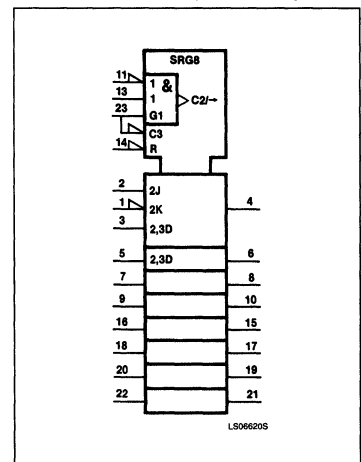 SRG8
11 1 &
13 1 C2/→
23 G1
C3
14 R
2 2J
1 2K 4
3 2,3D
5 2,3D 6
7 8
9 10
16 15
18 17
20 19
22 21
LS06620S